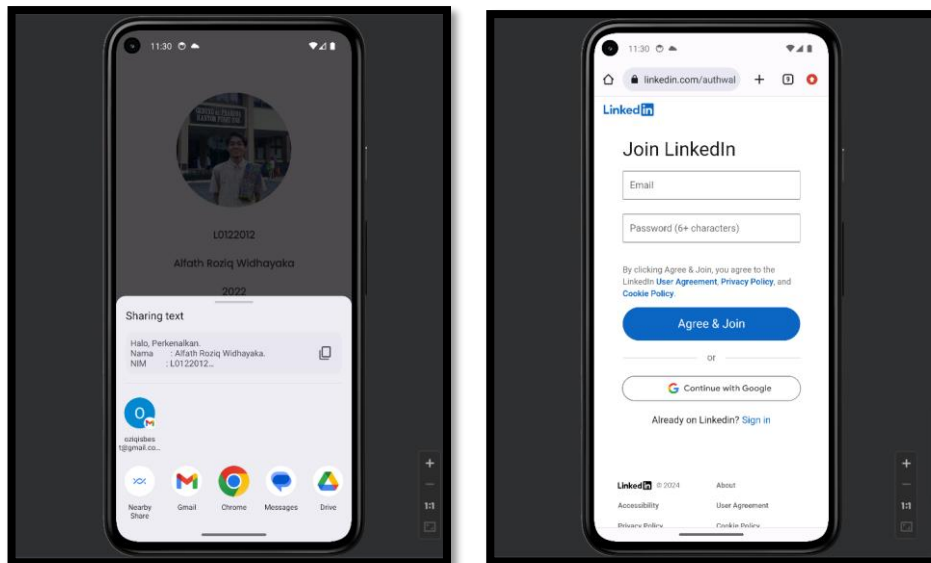 11:30
L0122012
Alfath Roziq Widhayaka
2022
Sharing text
Halo, Perkenalkan.
Nama : Alfath Roziq Widhayaka.
NIM : L0122012...
O
oziqisbes
t@gmail.co...
Nearby
Share
Gmail
Chrome
Messages
Drive
1:1
11:30
linkedin.com/authwal
9
Linked in
Join LinkedIn
Email
Password (6+ characters)
By clicking Agree & Join, you agree to the
LinkedIn User Agreement, Privacy Policy, and
Cookie Policy.
Agree & Join
or
Continue with Google
Already on Linkedin? Sign in
Linked in © 2024 About
Accessibility User Agreement
Privacy Policy Cookie Policy
1:1